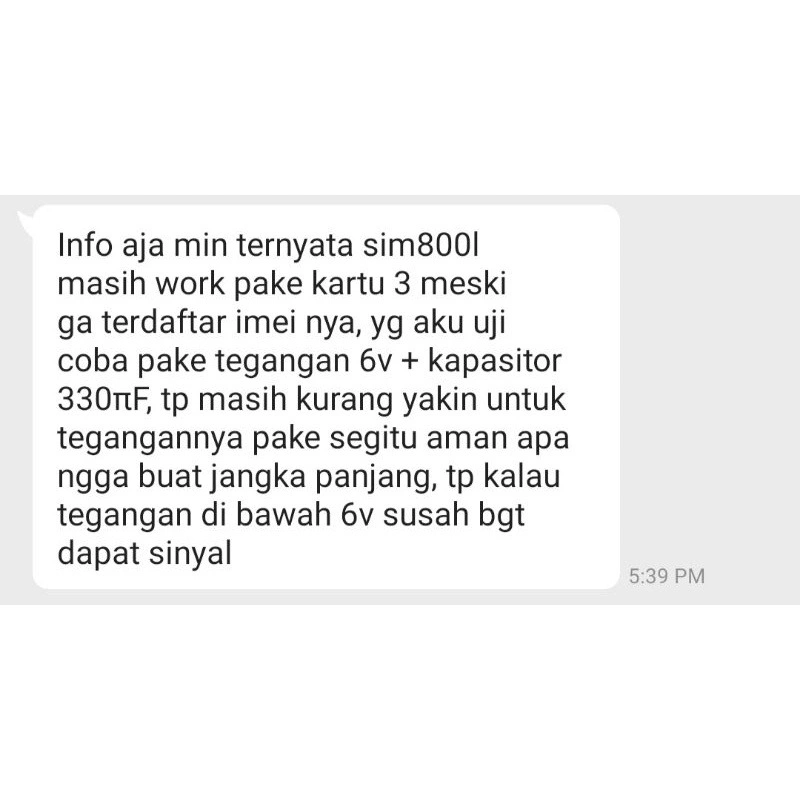 Info aja min ternyata sim800l
masih work pake kartu 3 meski
ga terdaftar imei nya, yg aku uji
coba pake tegangan 6v + kapasitor
330πF, tp masih kurang yakin untuk
tegangannya pake segitu aman apa
ngga buat jangka panjang, tp kalau
tegangan di bawah 6v susah bgt
dapat sinyal
5:39 PM